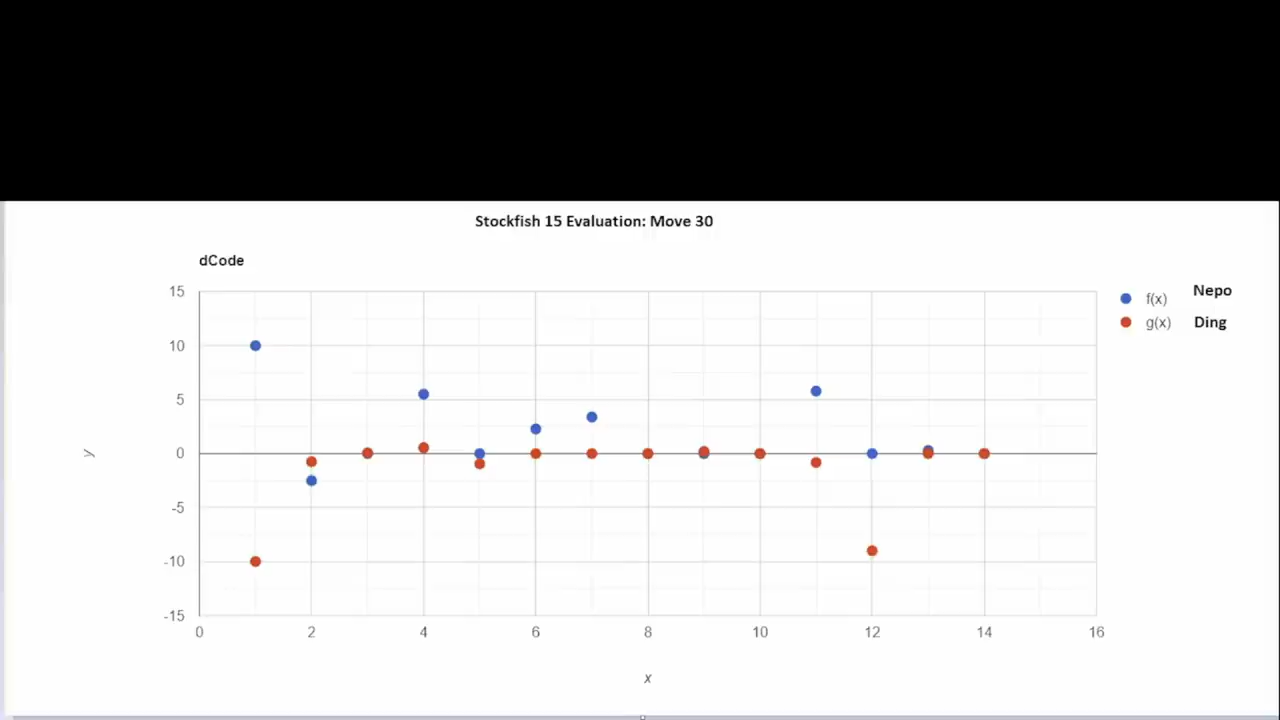 Stockfish 15 Evaluation: Move 30
dCode
f(x) Nepo
g(x) Ding
15
10
5
0
-5
-10
-15
y
0 2 4 6 8 10 12 14 16
x